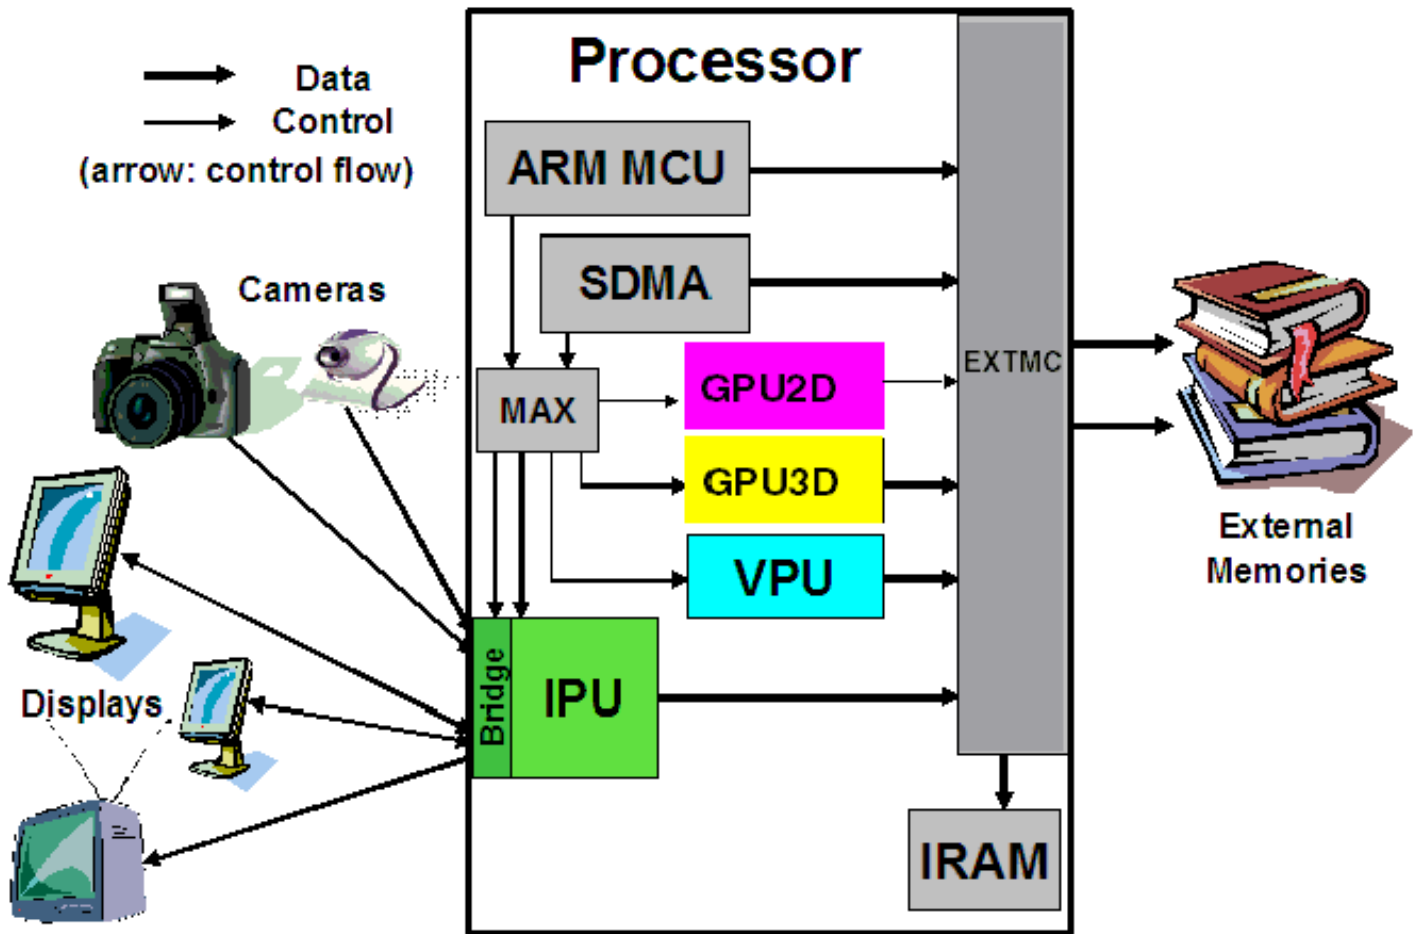 Processor
Data
Control
(arrow: control flow)
ARM MCU
SDMA
Cameras
EXTMC
GPU2D
MAX
GPU3D
External
Memories
VPU
Bridge
IPU
Displays
IRAM